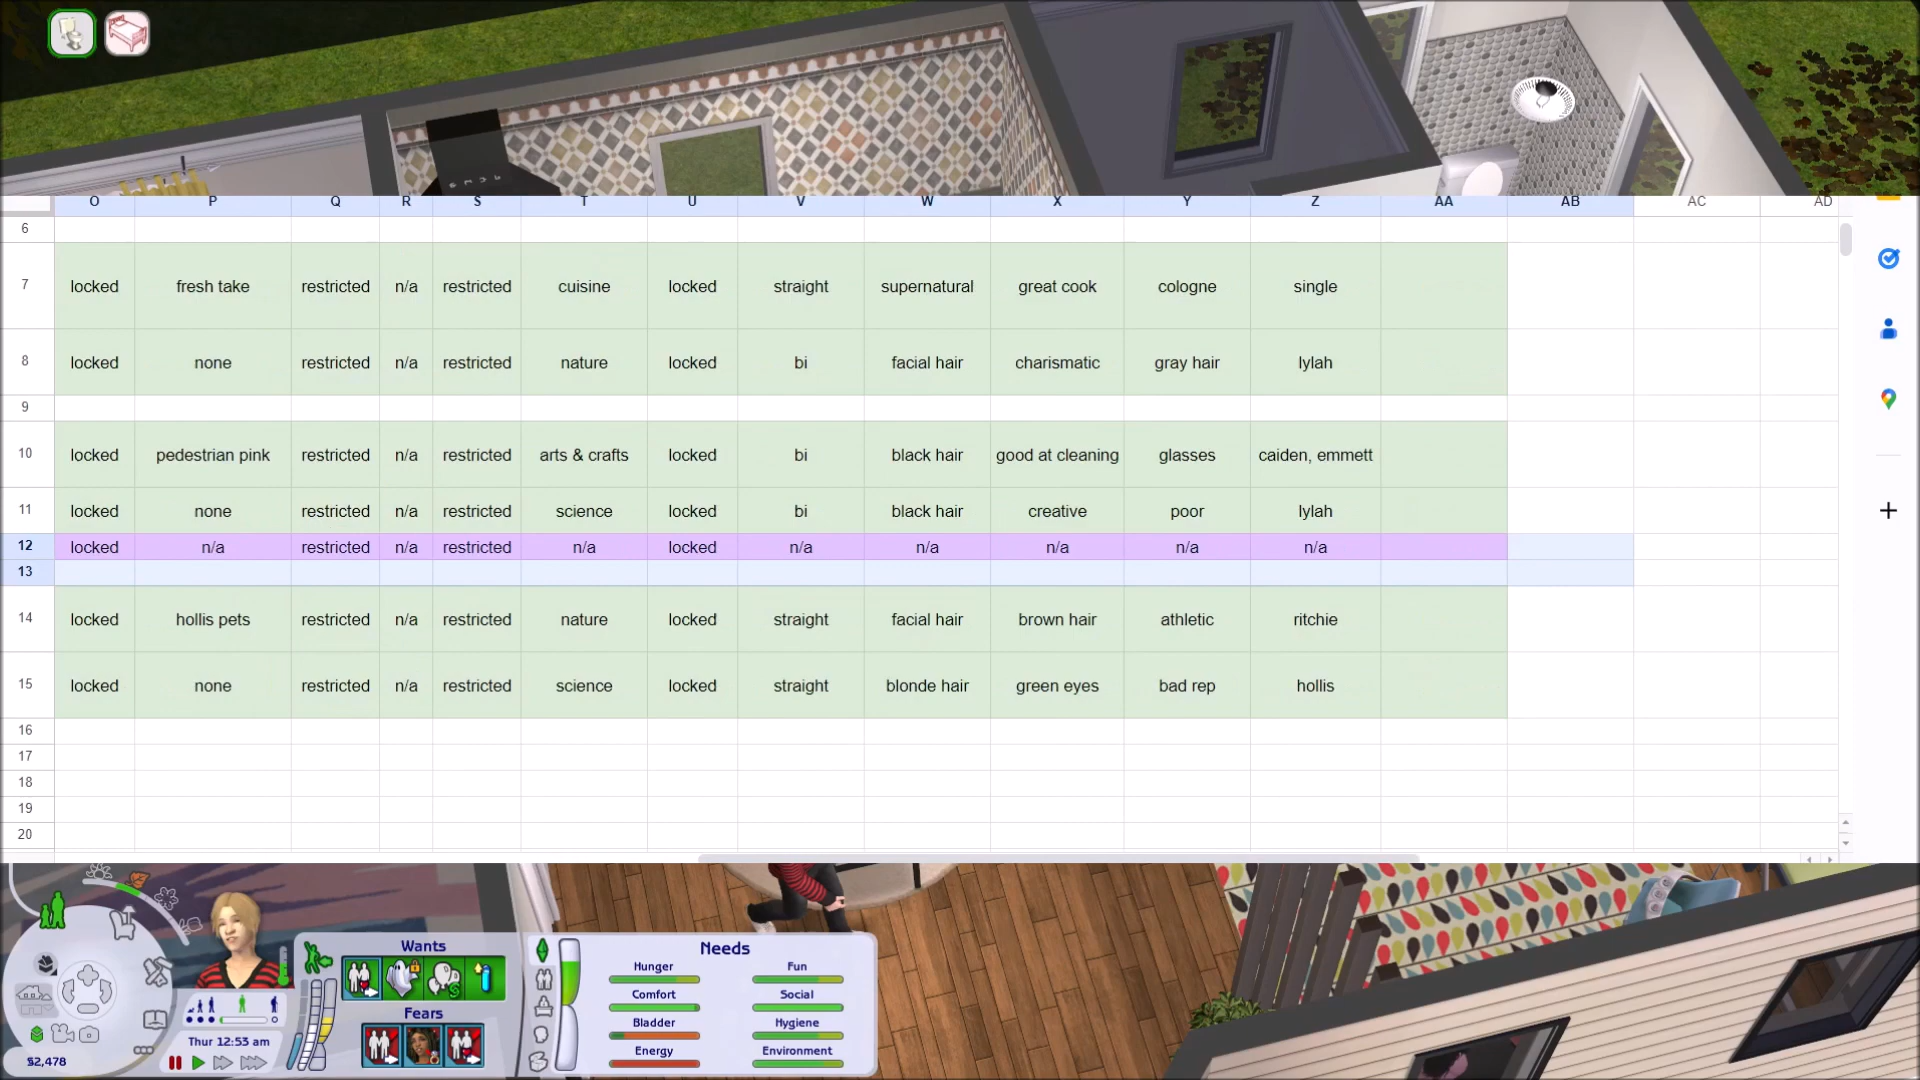 O P Q R S T U V W X Y Z AA AB AC AD
6
7 locked fresh take restricted n/a restricted cuisine locked straight supernatural great cook cologne single
8 locked none restricted n/a restricted nature locked bi facial hair charismatic gray hair lylah
9
10 locked pedestrian pink restricted n/a restricted arts & crafts locked bi black hair good at cleaning glasses caiden, emmett
11 locked none restricted n/a restricted science locked bi black hair creative poor lylah
12 locked n/a restricted n/a restricted n/a locked n/a n/a n/a n/a n/a
13
14 locked hollis pets restricted n/a restricted nature locked straight facial hair brown hair athletic ritchie
15 locked none restricted n/a restricted science locked straight blonde hair green eyes bad rep hollis
16
17
18
19
20
Wants
Fears
Thur 12:53 am
$2,478
Needs
Hunger Fun
Comfort Social
Bladder Hygiene
Energy Environment